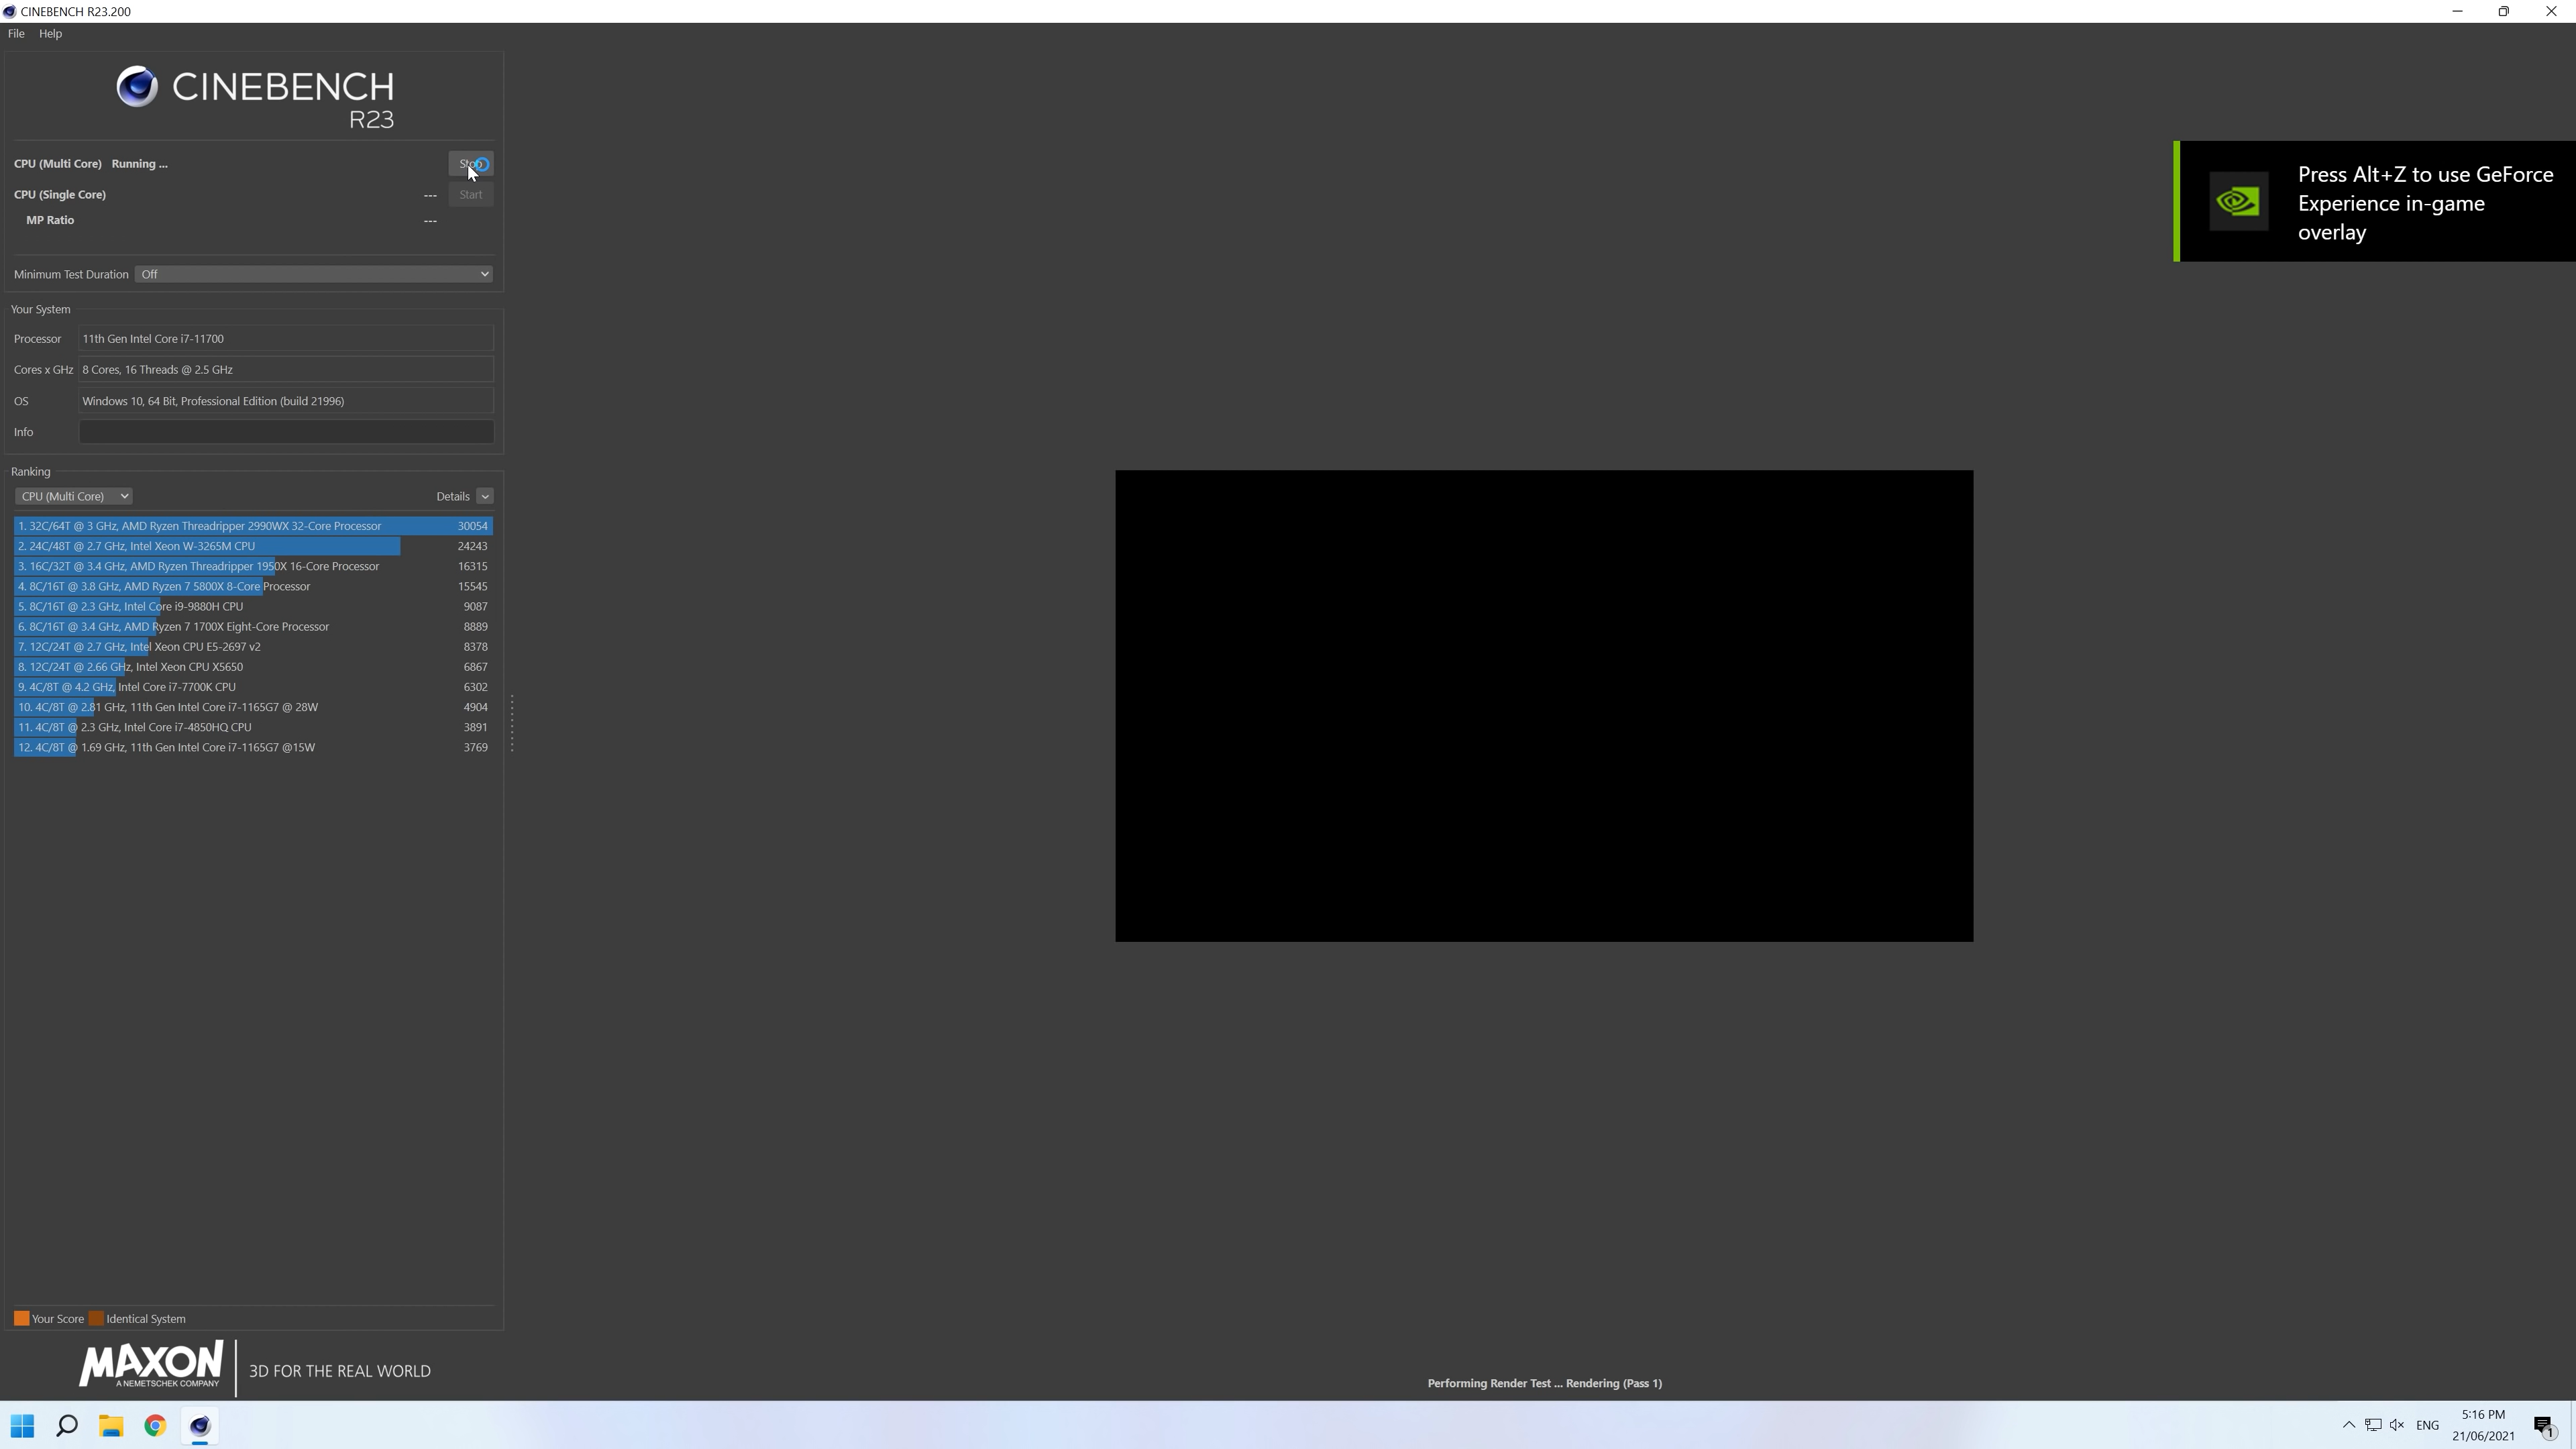 CINEBENCH R23.200
File Help
CINEBENCH
R23
CPU (Multi Core) Running ... Stop
CPU (Single Core) --- Start
MP Ratio ---
Minimum Test Duration Off
Your System
Processor 11th Gen Intel Core i7-11700
Cores x GHz 8 Cores, 16 Threads @ 2.5 GHz
OS Windows 10, 64 Bit, Professional Edition (build 21996)
Info
Ranking
CPU (Multi Core) Details
1. 32C/64T @ 3 GHz, AMD Ryzen Threadripper 2990WX 32-Core Processor 30054
2. 24C/48T @ 2.7 GHz, Intel Xeon W-3265M CPU 24243
3. 16C/32T @ 3.4 GHz, AMD Ryzen Threadripper 1950X 16-Core Processor 16315
4. 8C/16T @ 3.8 GHz, AMD Ryzen 7 5800X 8-Core Processor 15545
5. 8C/16T @ 2.3 GHz, Intel Core i9-9880H CPU 9087
6. 8C/16T @ 3.4 GHz, AMD Ryzen 7 1700X Eight-Core Processor 8889
7. 12C/24T @ 2.7 GHz, Intel Xeon CPU E5-2697 v2 8378
8. 12C/24T @ 2.66 GHz, Intel Xeon CPU X5650 6867
9. 4C/8T @ 4.2 GHz, Intel Core i7-7700K CPU 6302
10. 4C/8T @ 2.81 GHz, 11th Gen Intel Core i7-1165G7 @ 28W 4904
11. 4C/8T @ 2.3 GHz, Intel Core i7-4850HQ CPU 3891
12. 4C/8T @ 1.69 GHz, 11th Gen Intel Core i7-1165G7 @15W 3769
Your Score Identical System
MAXON
A NEMETSCHEK COMPANY
3D FOR THE REAL WORLD
Press Alt+Z to use GeForce
Experience in-game
overlay
Performing Render Test ... Rendering (Pass 1)
ENG
5:16 PM
21/06/2021
1